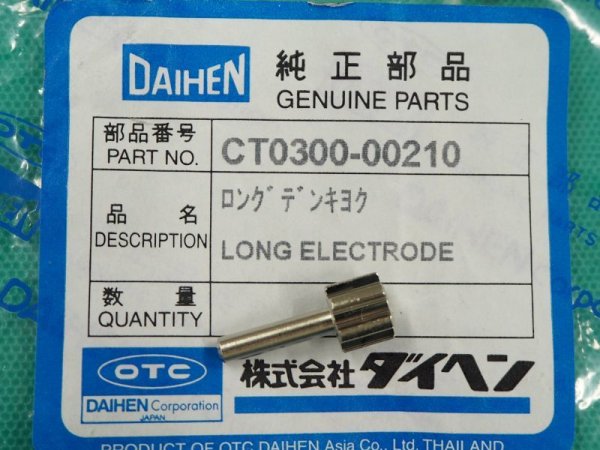 DAIHEN
純正部品
GENUINE PARTS
部品番号
PART NO.
CT0300-00210
品名
DESCRIPTION
ロングデンキヨク
LONG ELECTRODE
数量
QUANTITY
OTC
DAIHEN Corporation
JAPAN
株式会社ダイヘン
PRODUCT OF OTC DAIHEN Asia Co., Ltd. THAILAND